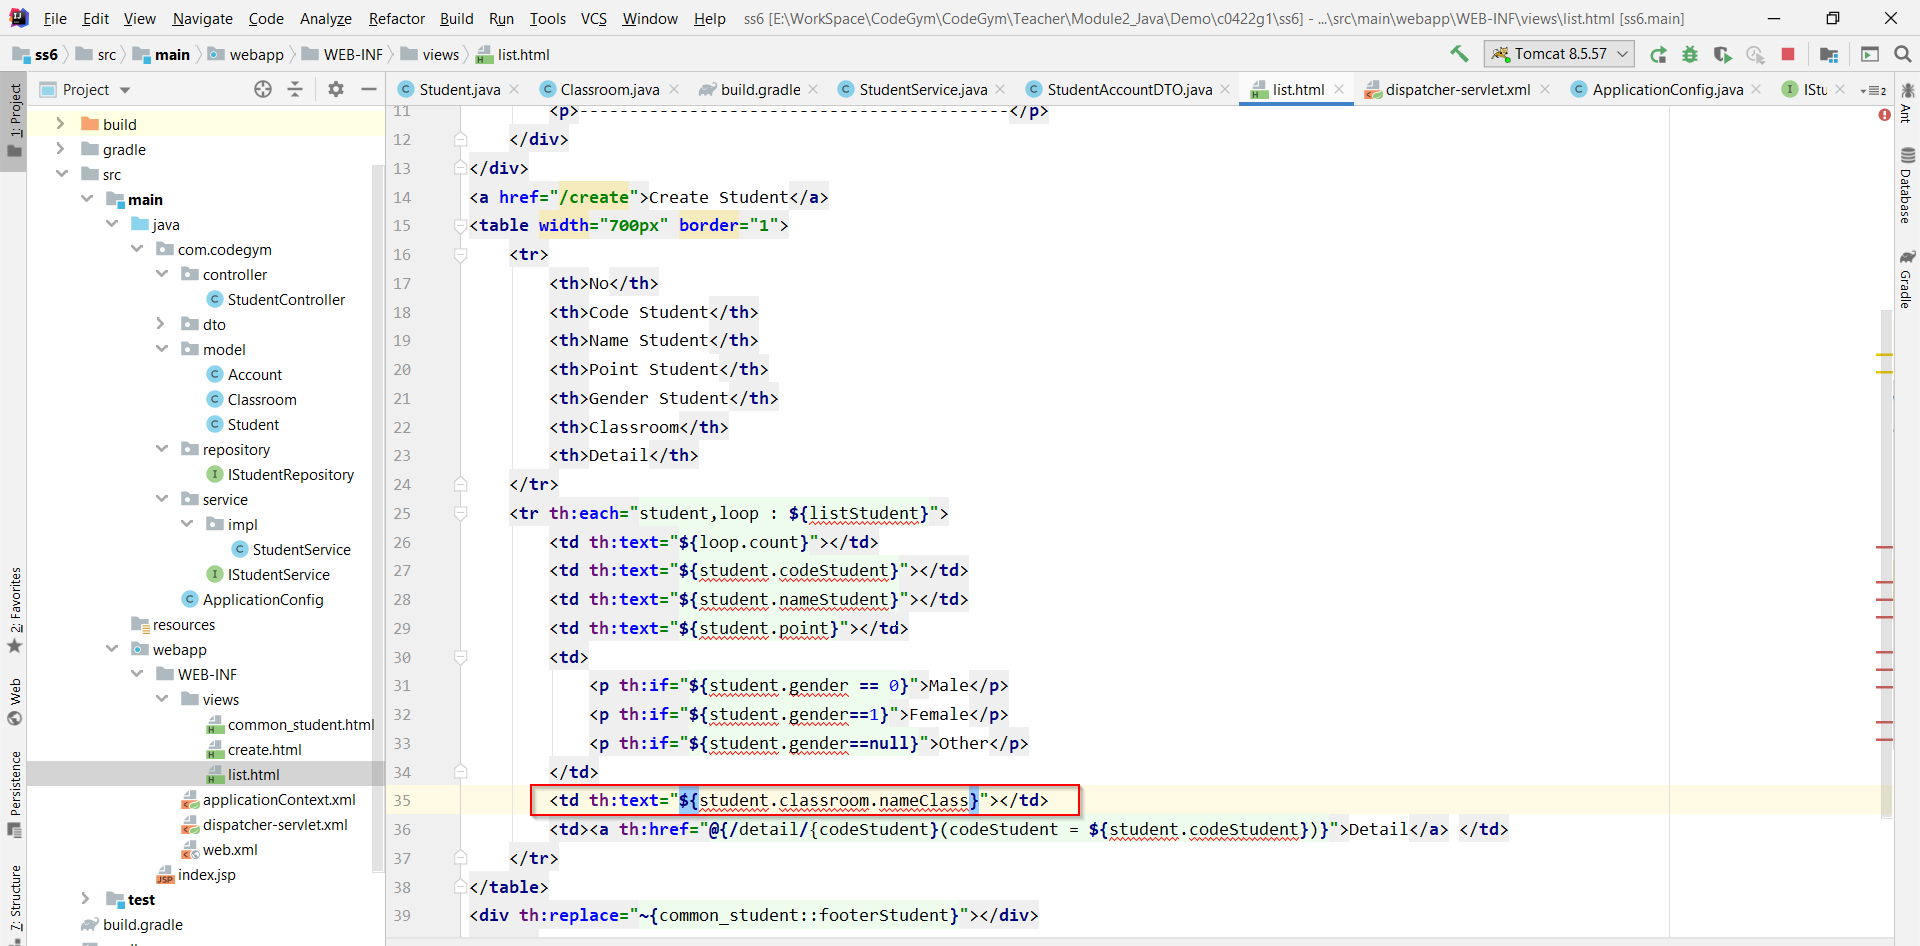 File Edit View Navigate Code Analyze Refactor Build Run Tools VCS Window Help ss6 [E:\WorkSpace\CodeGym\CodeGym\Teacher\Module2_Java\Demo\c0422g1\ss6] - ...\src\main\webapp\WEB-INF\views\list.html [ss6.main]
ss6 src main webapp WEB-INF views list.html Tomcat 8.5.57
Project Student.java Classroom.java build.gradle StudentService.java StudentAccountDTO.java list.html dispatcher-servlet.xml ApplicationConfig.java IStu 2
1: Project
2: Favorites
Web
Persistence
7: Structure
build
gradle
src
main
java
com.codegym
controller
StudentController
dto
model
Account
Classroom
Student
repository
IStudentRepository
service
impl
StudentService
IStudentService
ApplicationConfig
resources
webapp
WEB-INF
views
common_student.html
create.html
list.html
applicationContext.xml
dispatcher-servlet.xml
web.xml
index.jsp
test
build.gradle
11 <p>-------------------------------------------</p>
12 </div>
13 </div>
14 <a href="/create">Create Student</a>
15 <table width="700px" border="1">
16 <tr>
17 <th>No</th>
18 <th>Code Student</th>
19 <th>Name Student</th>
20 <th>Point Student</th>
21 <th>Gender Student</th>
22 <th>Classroom</th>
23 <th>Detail</th>
24 </tr>
25 <tr th:each="student,loop : ${listStudent}">
26 <td th:text="${loop.count}"></td>
27 <td th:text="${student.codeStudent}"></td>
28 <td th:text="${student.nameStudent}"></td>
29 <td th:text="${student.point}"></td>
30 <td>
31 <p th:if="${student.gender == 0}">Male</p>
32 <p th:if="${student.gender==1}">Female</p>
33 <p th:if="${student.gender==null}">Other</p>
34 </td>
35 <td th:text="${student.classroom.nameClass}"></td>
36 <td><a th:href="@{/detail/{codeStudent}(codeStudent = ${student.codeStudent})}">Detail</a> </td>
37 </tr>
38 </table>
39 <div th:replace="~{common_student::footerStudent}"></div>
Ant
Database
Gradle